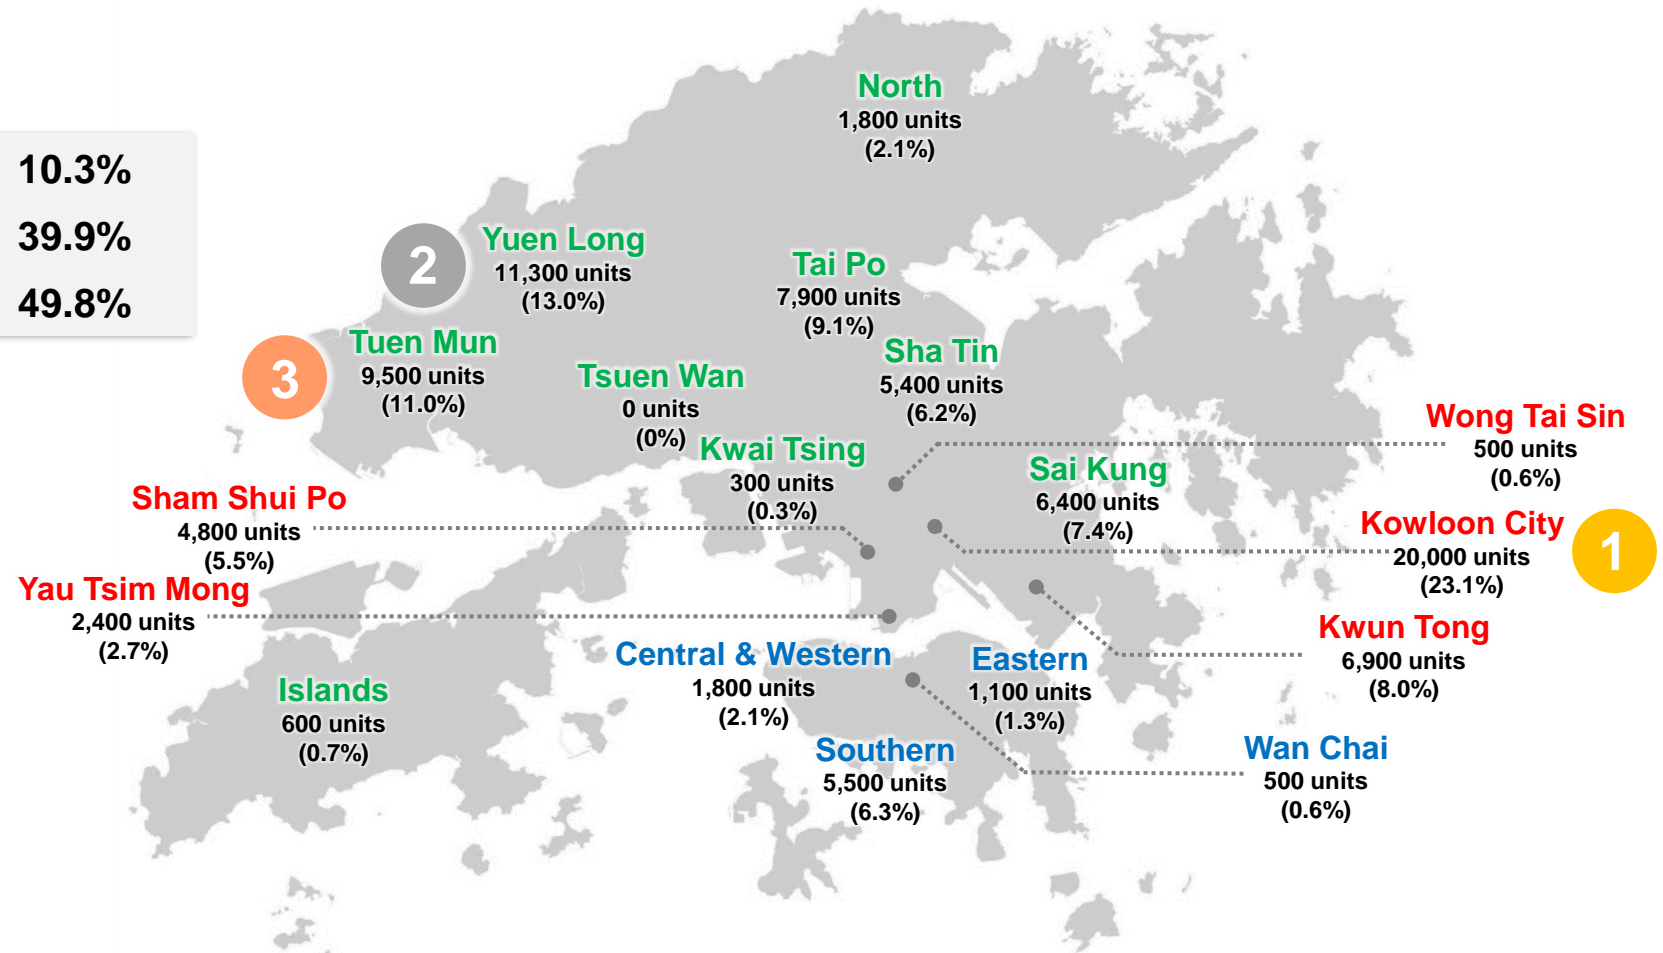 10.3%
39.9%
49.8%
North
1,800 units
(2.1%)
2
Yuen Long
11,300 units
(13.0%)
Tai Po
7,900 units
(9.1%)
3
Tuen Mun
9,500 units
(11.0%)
Tsuen Wan
0 units
(0%)
Sha Tin
5,400 units
(6.2%)
Kwai Tsing
300 units
(0.3%)
Sai Kung
6,400 units
(7.4%)
Wong Tai Sin
500 units
(0.6%)
Sham Shui Po
4,800 units
(5.5%)
Kowloon City
20,000 units
(23.1%)
1
Yau Tsim Mong
2,400 units
(2.7%)
Kwun Tong
6,900 units
(8.0%)
Central & Western
1,800 units
(2.1%)
Eastern
1,100 units
(1.3%)
Islands
600 units
(0.7%)
Southern
5,500 units
(6.3%)
Wan Chai
500 units
(0.6%)